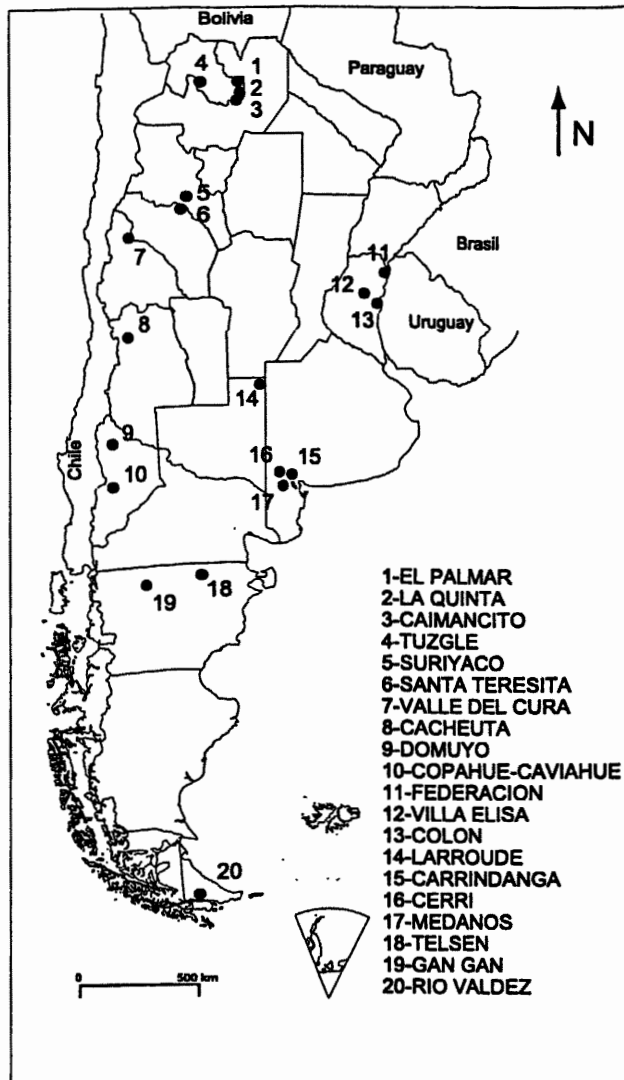 Bolivia
Paraguay
4
1
2
3
N
5
6
7
Brasil
11
12
13
Uruguay
8
14
9
16
15
Chile
10
17
18
19
1-EL PALMAR
2-LA QUINTA
3-CAIMANCITO
4-TUZGLE
5-SURIYACO
6-SANTA TERESITA
7-VALLE DEL CURA
8-CACHEUTA
9-DOMUYO
10-COPAHUE-CAVIAHUE
11-FEDERACION
12-VILLA ELISA
13-COLON
14-LARROUDE
15-CARRINDANGA
16-CERRI
17-MEDANOS
18-TELSEN
19-GAN GAN
20-RIO VALDEZ
20
0
500 km